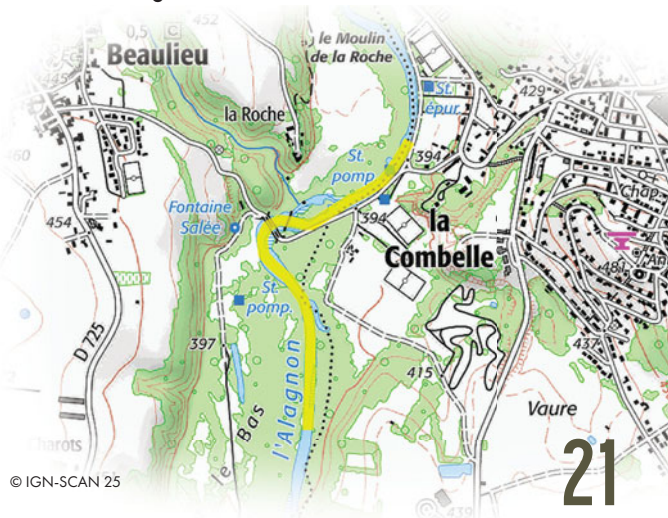 452
0,5 C
Beaulieu
le Moulin
de la Roche
445
la Roche
St.
épur.
429
460
St.
pomp.
394
Chap.
Fontaine
Salée
454
394
la
Combelle
481
St.
pomp.
D 725
397
437
415
l'Alagnon
le Bas
Vaure
Charots
439
21
© IGN-SCAN 25